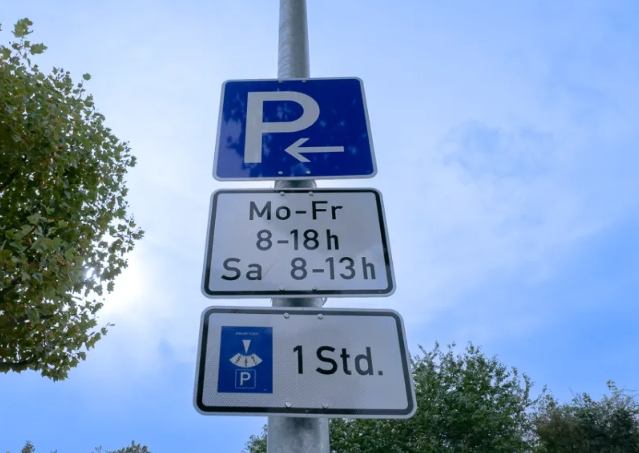 P
Mo-Fr
8-18h
Sa 8-13h
P
1 Std.